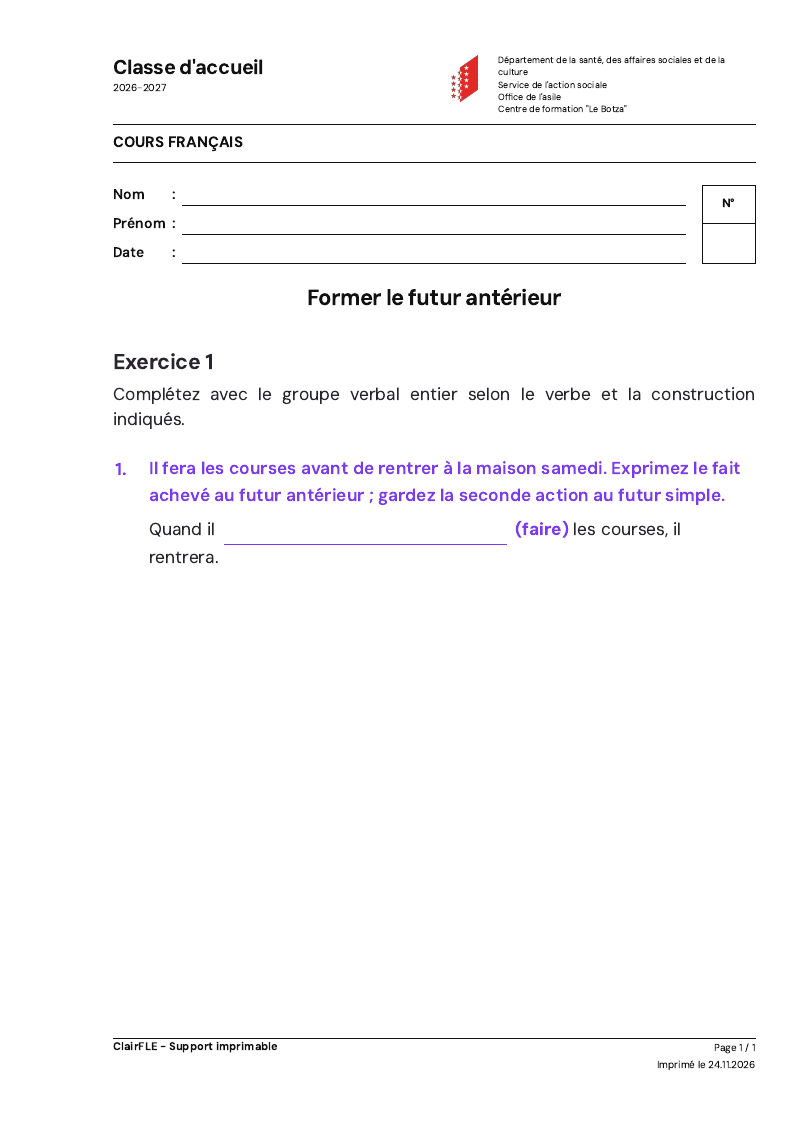 Classe d'accueil
2026-2027
Département de la santé, des affaires sociales et de la
culture
Service de l'action sociale
Office de l'asile
Centre de formation "Le Botza"
COURS FRANÇAIS
Nom :
Prénom :
Date :
N°
Former le futur antérieur
Exercice 1
Complétez avec le groupe verbal entier selon le verbe et la construction
indiqués.
1. Il fera les courses avant de rentrer à la maison samedi. Exprimez le fait
achevé au futur antérieur ; gardez la seconde action au futur simple.
Quand il (faire) les courses, il
rentrera.
ClairFLE - Support imprimable
Page 1 / 1
Imprimé le 24.11.2026